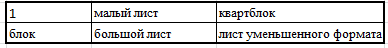 1 малый лист квартблок
блок большой лист лист уменьшенного формата